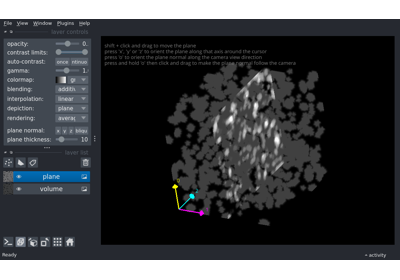 File View Window Plugins Help
layer controls
opacity: 0.
contrast limits:
auto-contrast: once
gamma: 1.
colormap: gr
blending: additiv
interpolation: linear
depiction: plane
rendering: averag
plane normal: x y z
plane thickness: 10
shift + click and drag to move the plane
press 'x', 'y' or 'z' to orient the plane along that axis around the cursor
press 'o' to orient the plane normal along the camera view direction
press and hold 'o' then click and drag to make the plane normal follow the camera
layer list
plane
volume
Ready
activity